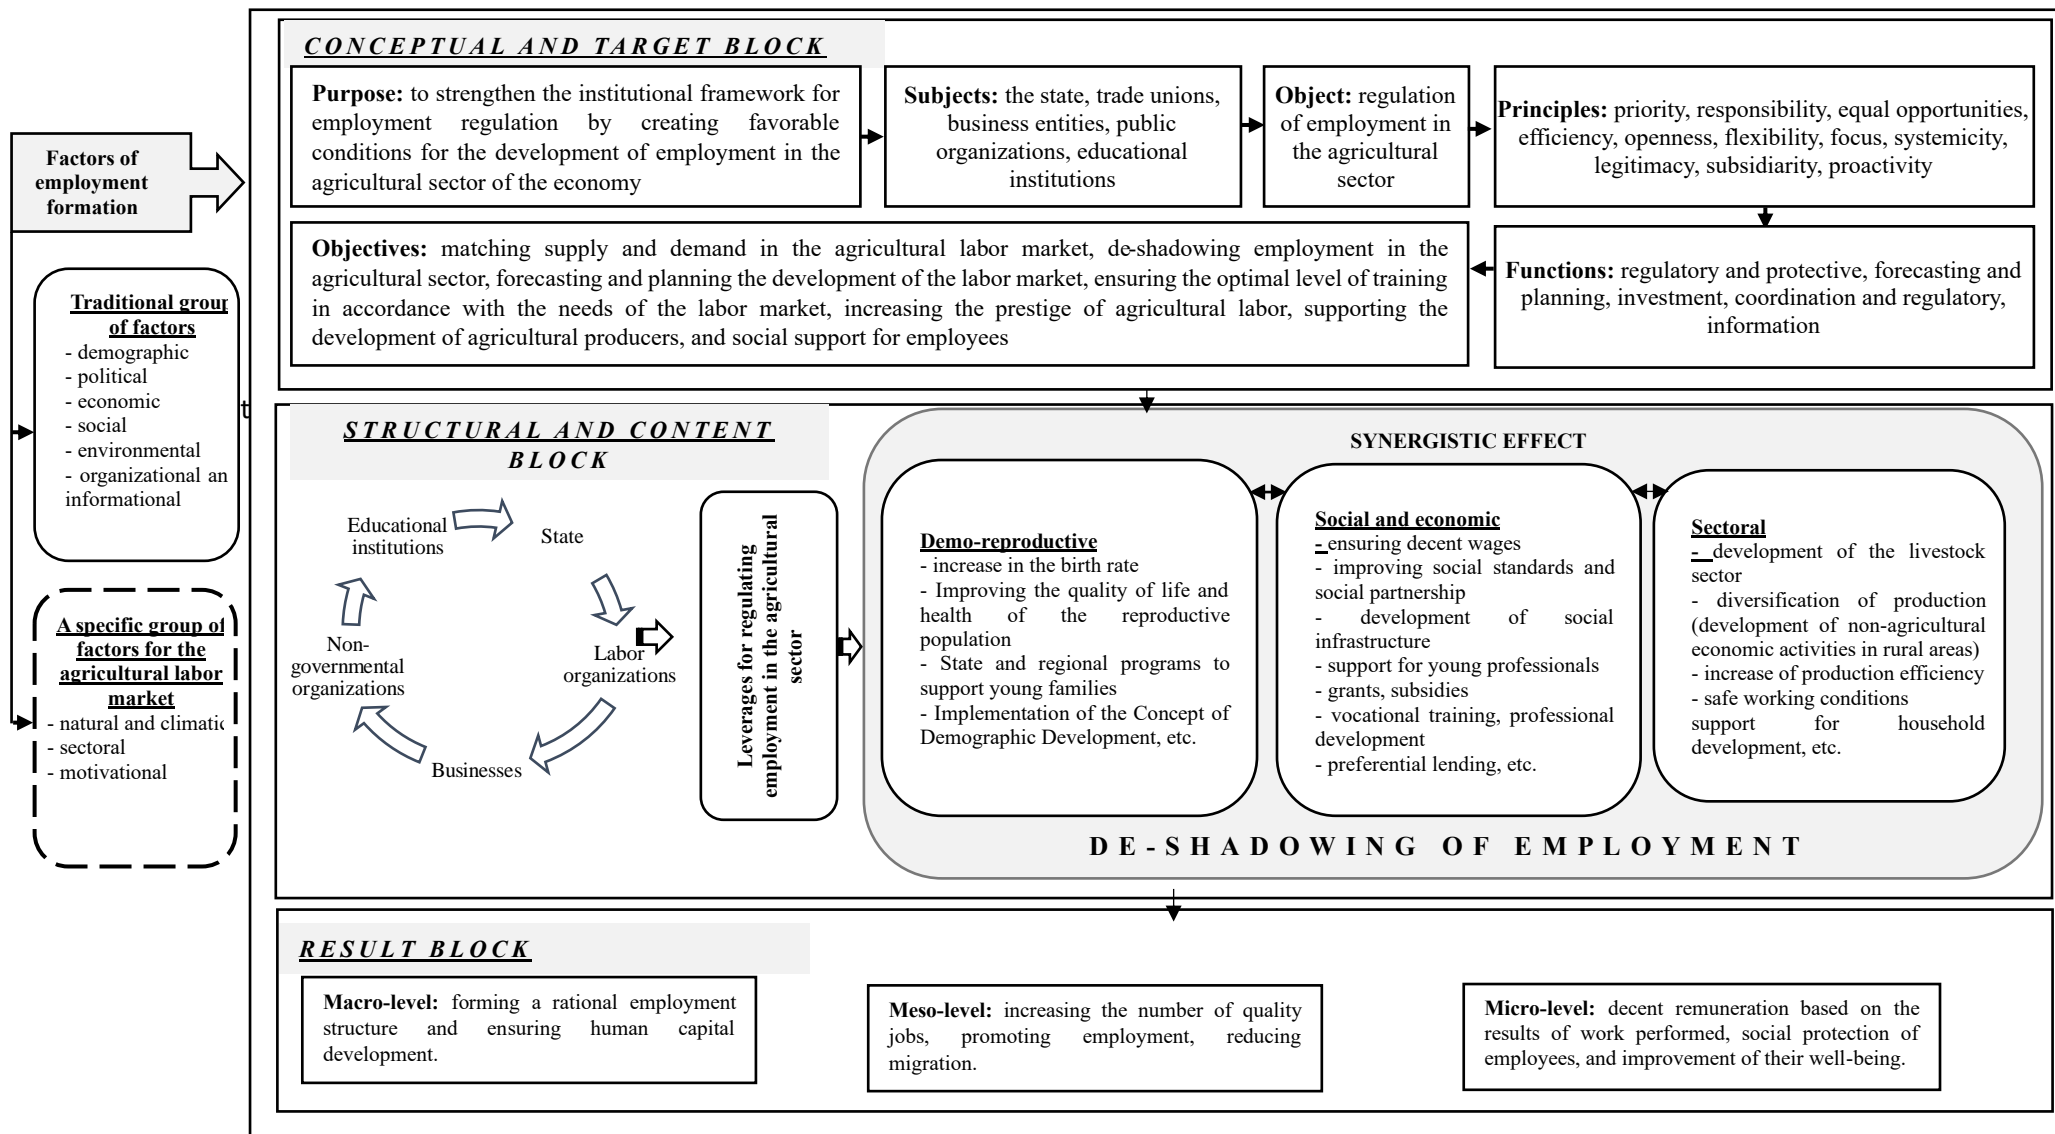 CONCEPTUAL AND TARGET BLOCK
Purpose: to strengthen the institutional framework for
employment regulation by creating favorable
conditions for the development of employment in the
agricultural sector of the economy
Subjects: the state, trade unions,
business entities, public
organizations, educational
institutions
Object: regulation
of employment in
the agricultural
sector
Principles: priority, responsibility, equal opportunities,
efficiency, openness, flexibility, focus, systemicity,
legitimacy, subsidiarity, proactivity
Factors of
employment
formation
Objectives: matching supply and demand in the agricultural labor market, de-shadowing employment in the
agricultural sector, forecasting and planning the development of the labor market, ensuring the optimal level of training
in accordance with the needs of the labor market, increasing the prestige of agricultural labor, supporting the
development of agricultural producers, and social support for employees
Functions: regulatory and protective, forecasting and
planning, investment, coordination and regulatory,
information
Traditional group
of factors
- demographic
- political
- economic
- social
- environmental
- organizational an
informational
t
A specific group of
factors for the
agricultural labor
market
- natural and climatic
- sectoral
- motivational
STRUCTURAL AND CONTENT
BLOCK
Educational
institutions
State
Labor
organizations
Businesses
Non-
governmental
organizations
Leverages for regulating
employment in the agricultural
sector
SYNERGISTIC EFFECT
Demo-reproductive
- increase in the birth rate
- Improving the quality of life and
health of the reproductive
population
- State and regional programs to
support young families
- Implementation of the Concept of
Demographic Development, etc.
Social and economic
- ensuring decent wages
- improving social standards and
social partnership
- development of social
infrastructure
- support for young professionals
- grants, subsidies
- vocational training, professional
development
- preferential lending, etc.
Sectoral
- development of the livestock
sector
- diversification of production
(development of non-agricultural
economic activities in rural areas)
- increase of production efficiency
- safe working conditions
support for household
development, etc.
DE-SHADOWING OF EMPLOYMENT
RESULT BLOCK
Macro-level: forming a rational employment
structure and ensuring human capital
development.
Meso-level: increasing the number of quality
jobs, promoting employment, reducing
migration.
Micro-level: decent remuneration based on the
results of work performed, social protection of
employees, and improvement of their well-being.